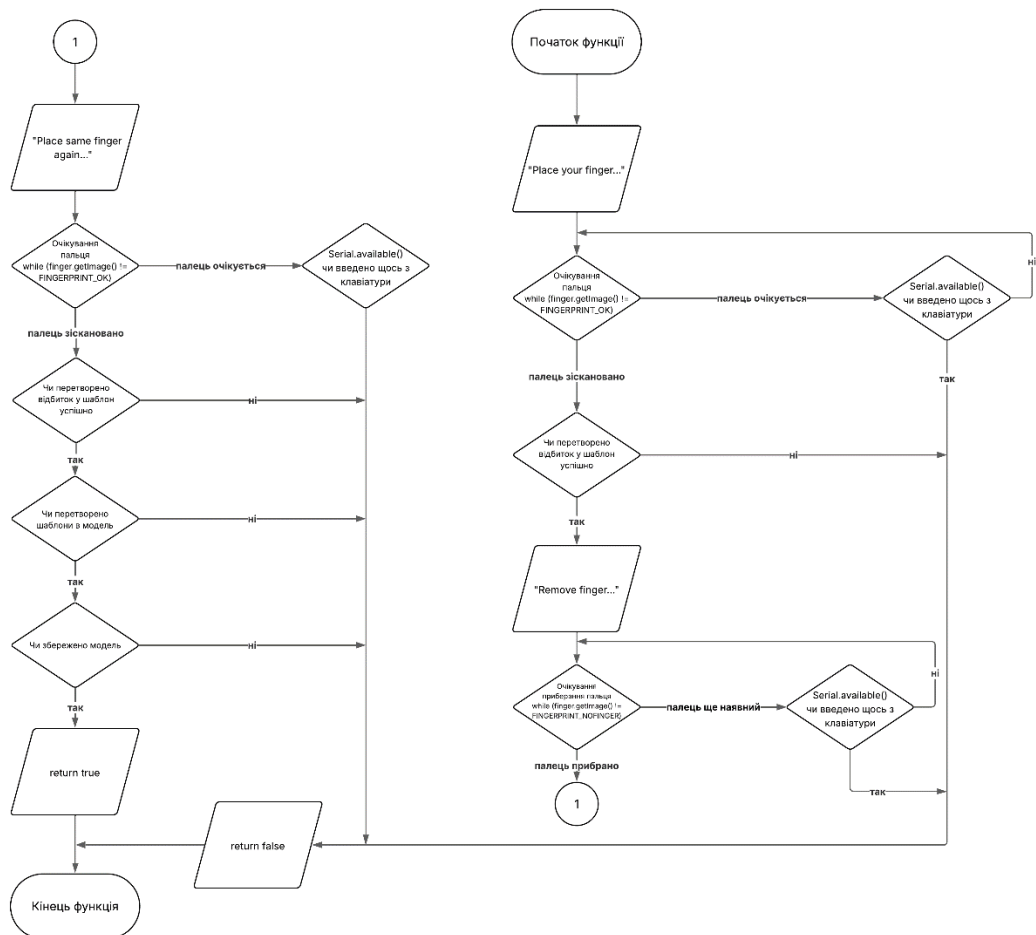 1
"Place same finger
again..."
Очікування
пальця
while (finger.getImage() !=
FINGERPRINT_OK)
палець очікується
Serial.available()
чи введено щось з
клавіатури
палець зіскановано
Чи перетворено
відбиток у шаблон
успішно
ні
так
Чи перетворено
шаблони в модель
ні
так
Чи збережено модель
ні
так
return true
return false
Кінець функція
Початок функції
"Place your finger..."
Очікування
пальця
while (finger.getImage() !=
FINGERPRINT_OK)
палець очікується
Serial.available()
чи введено щось з
клавіатури
ні
так
палець зіскановано
Чи перетворено
відбиток у шаблон
успішно
ні
так
"Remove finger..."
Очікування
прибирання пальця
while (finger.getImage() !=
FINGERPRINT_NOFINGER)
палець ще наявний
Serial.available()
чи введено щось з
клавіатури
ні
так
палець прибрано
1